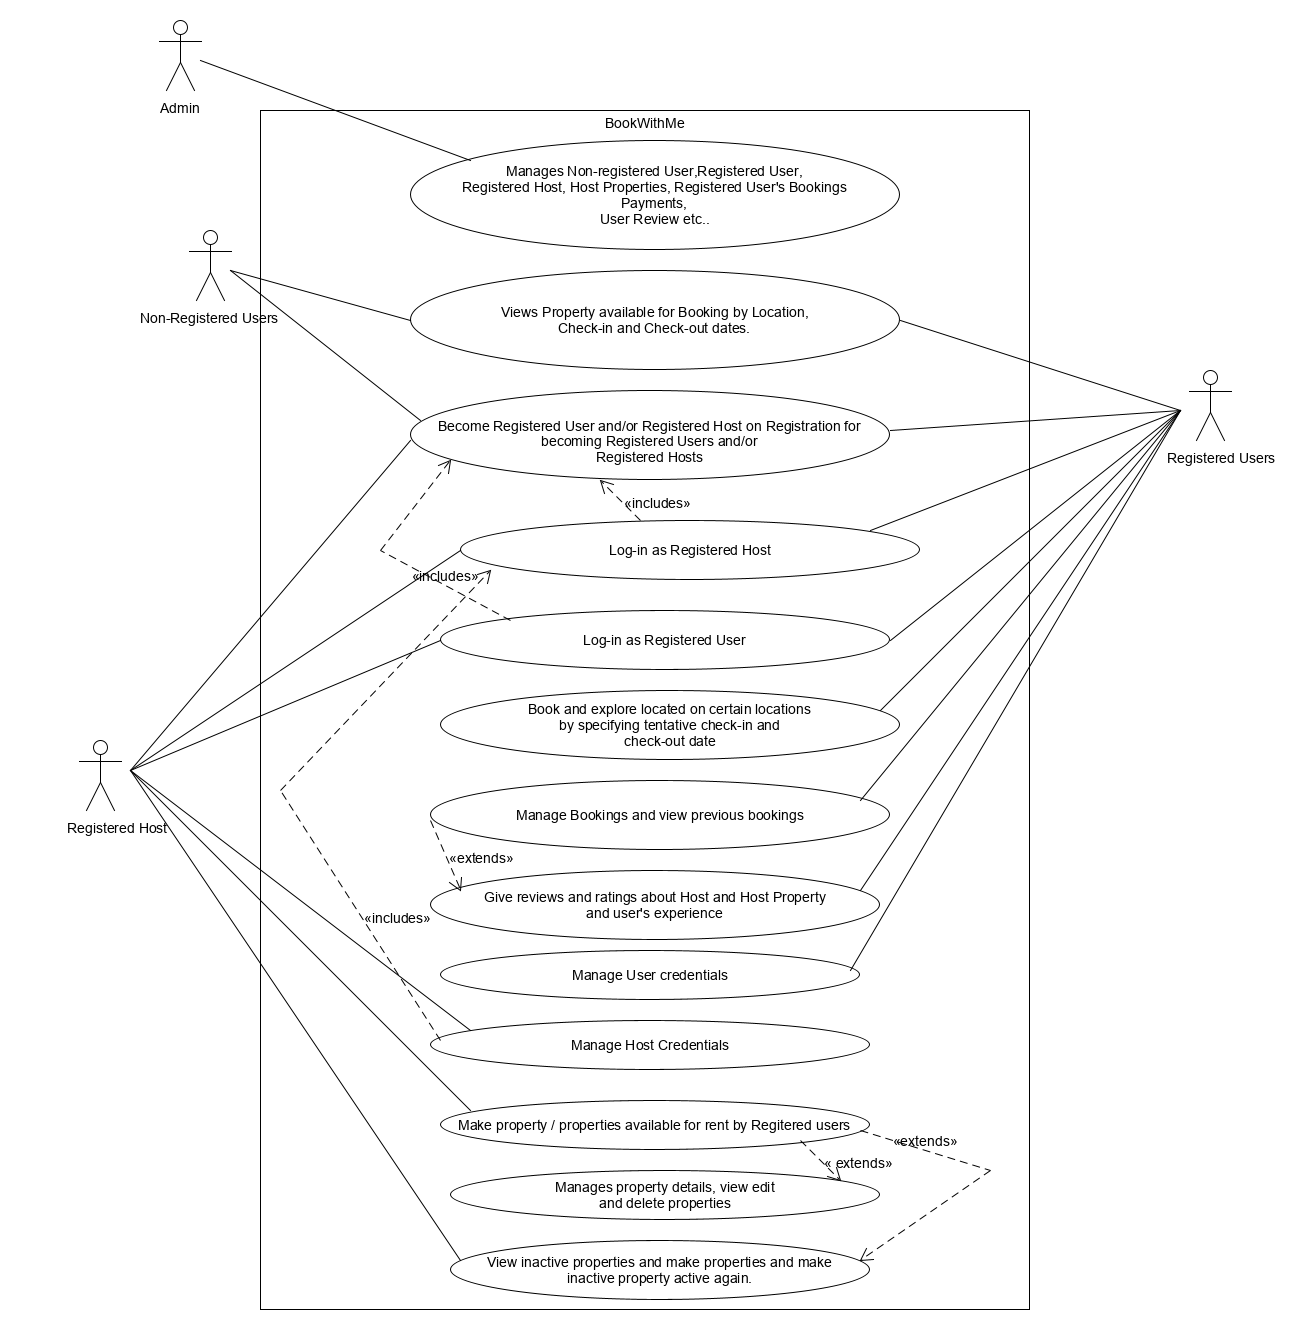 Admin
BookWithMe
Manages Non-registered User,Registered User,
Registered Host, Host Properties, Registered User's Bookings
Payments,
User Review etc..
Non-Registered Users
Views Property available for Booking by Location,
Check-in and Check-out dates.
Become Registered User and/or Registered Host on Registration for
becoming Registered Users and/or
Registered Hosts
Registered Users
«includes»
Log-in as Registered Host
«includes»
Log-in as Registered User
Book and explore located on certain locations
by specifying tentative check-in and
check-out date
Registered Host
Manage Bookings and view previous bookings
«extends»
Give reviews and ratings about Host and Host Property
and user's experience
«includes»
Manage User credentials
Manage Host Credentials
Make property / properties available for rent by Regitered users
«extends»
« extends»
Manages property details, view edit
and delete properties
View inactive properties and make properties and make
inactive property active again.